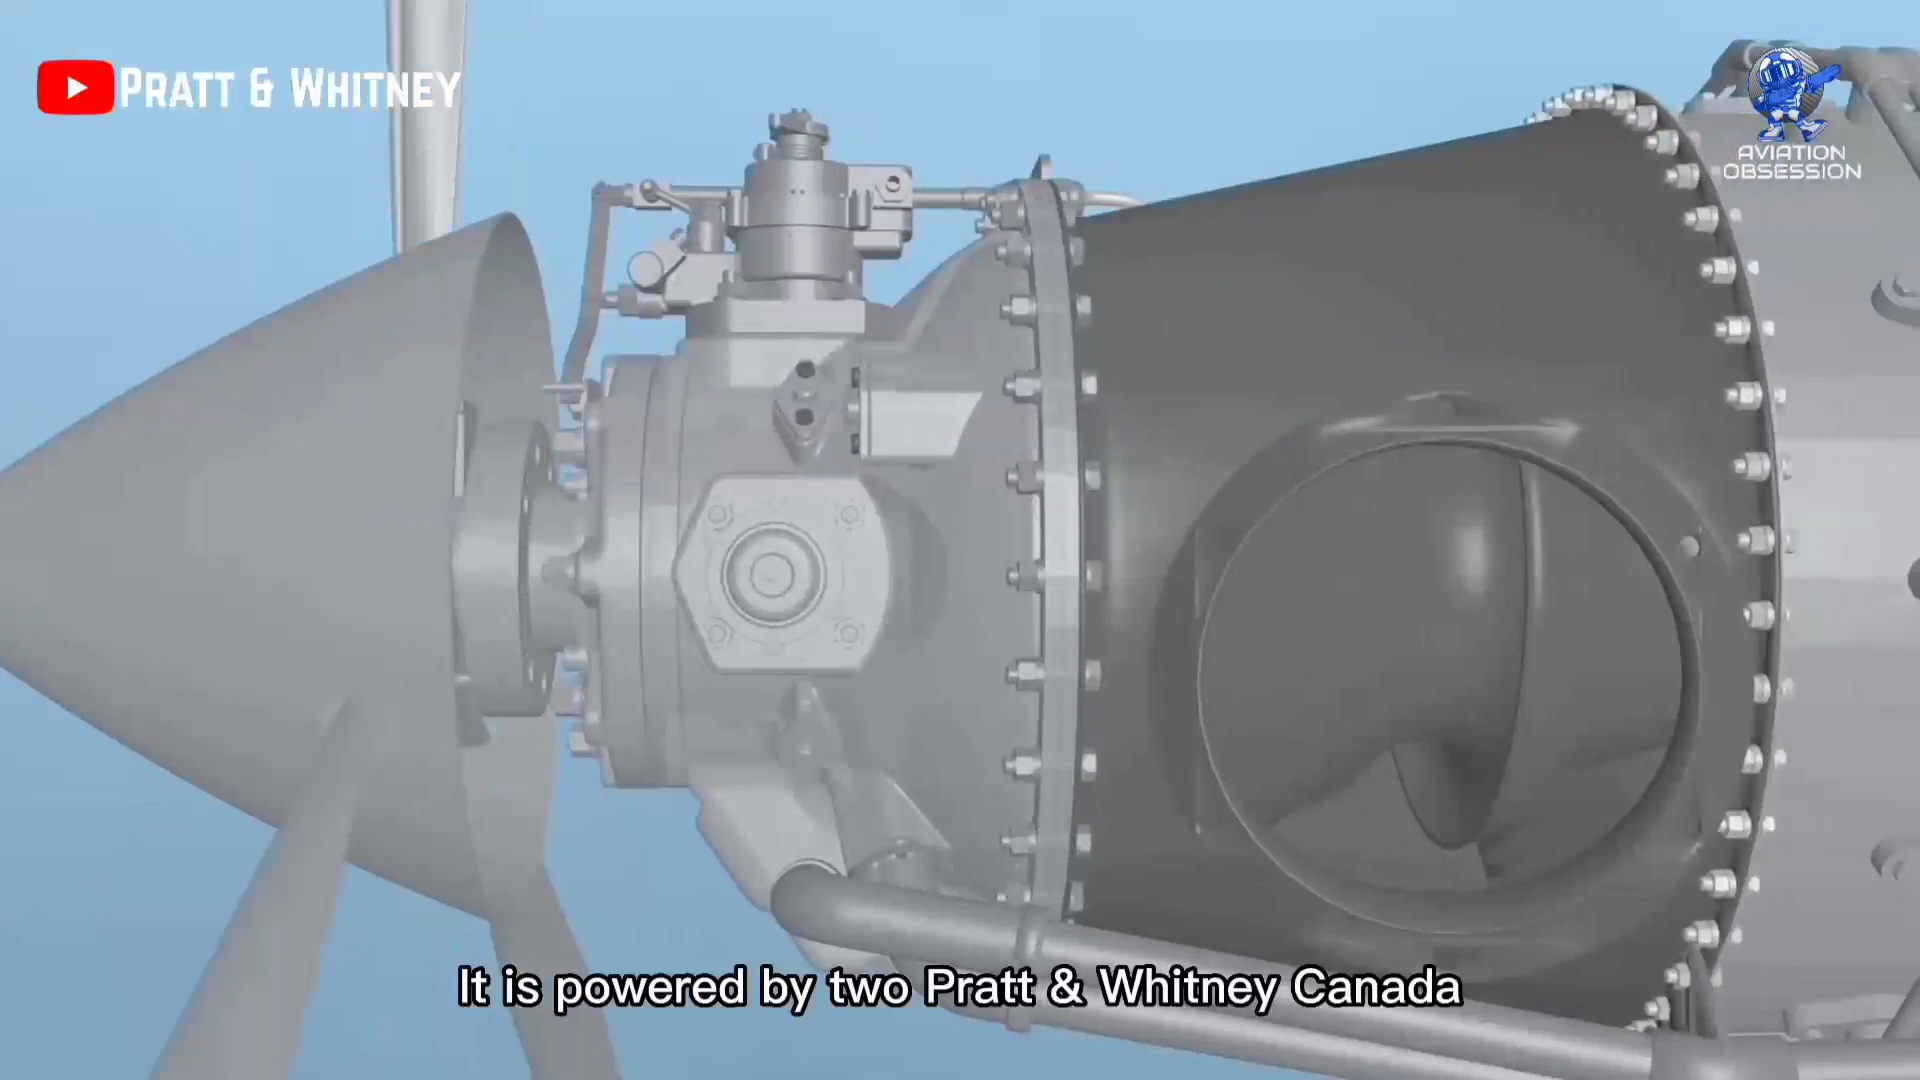 PRATT & WHITNEY
AVIATION
OBSESSION
It is powered by two Pratt & Whitney Canada